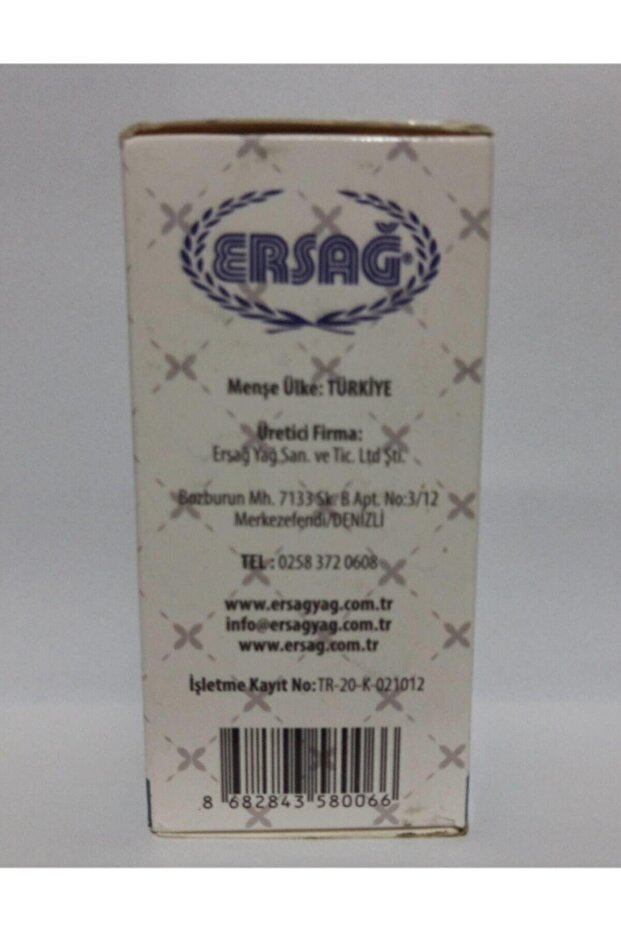 ERSAĞ®
Menşe Ülke: TÜRKİYE
Üretici Firma:
Ersağ Yağ San. ve Tic. Ltd Şti.
Bozburun Mh. 7133 Sk. B Apt. No:3/12
Merkezefendi/DENİZLİ
TEL : 0258 372 0608
www.ersagyag.com.tr
info@ersagyag.com.tr
www.ersag.com.tr
İşletme Kayıt No: TR-20-K-021012
8 682843 580066